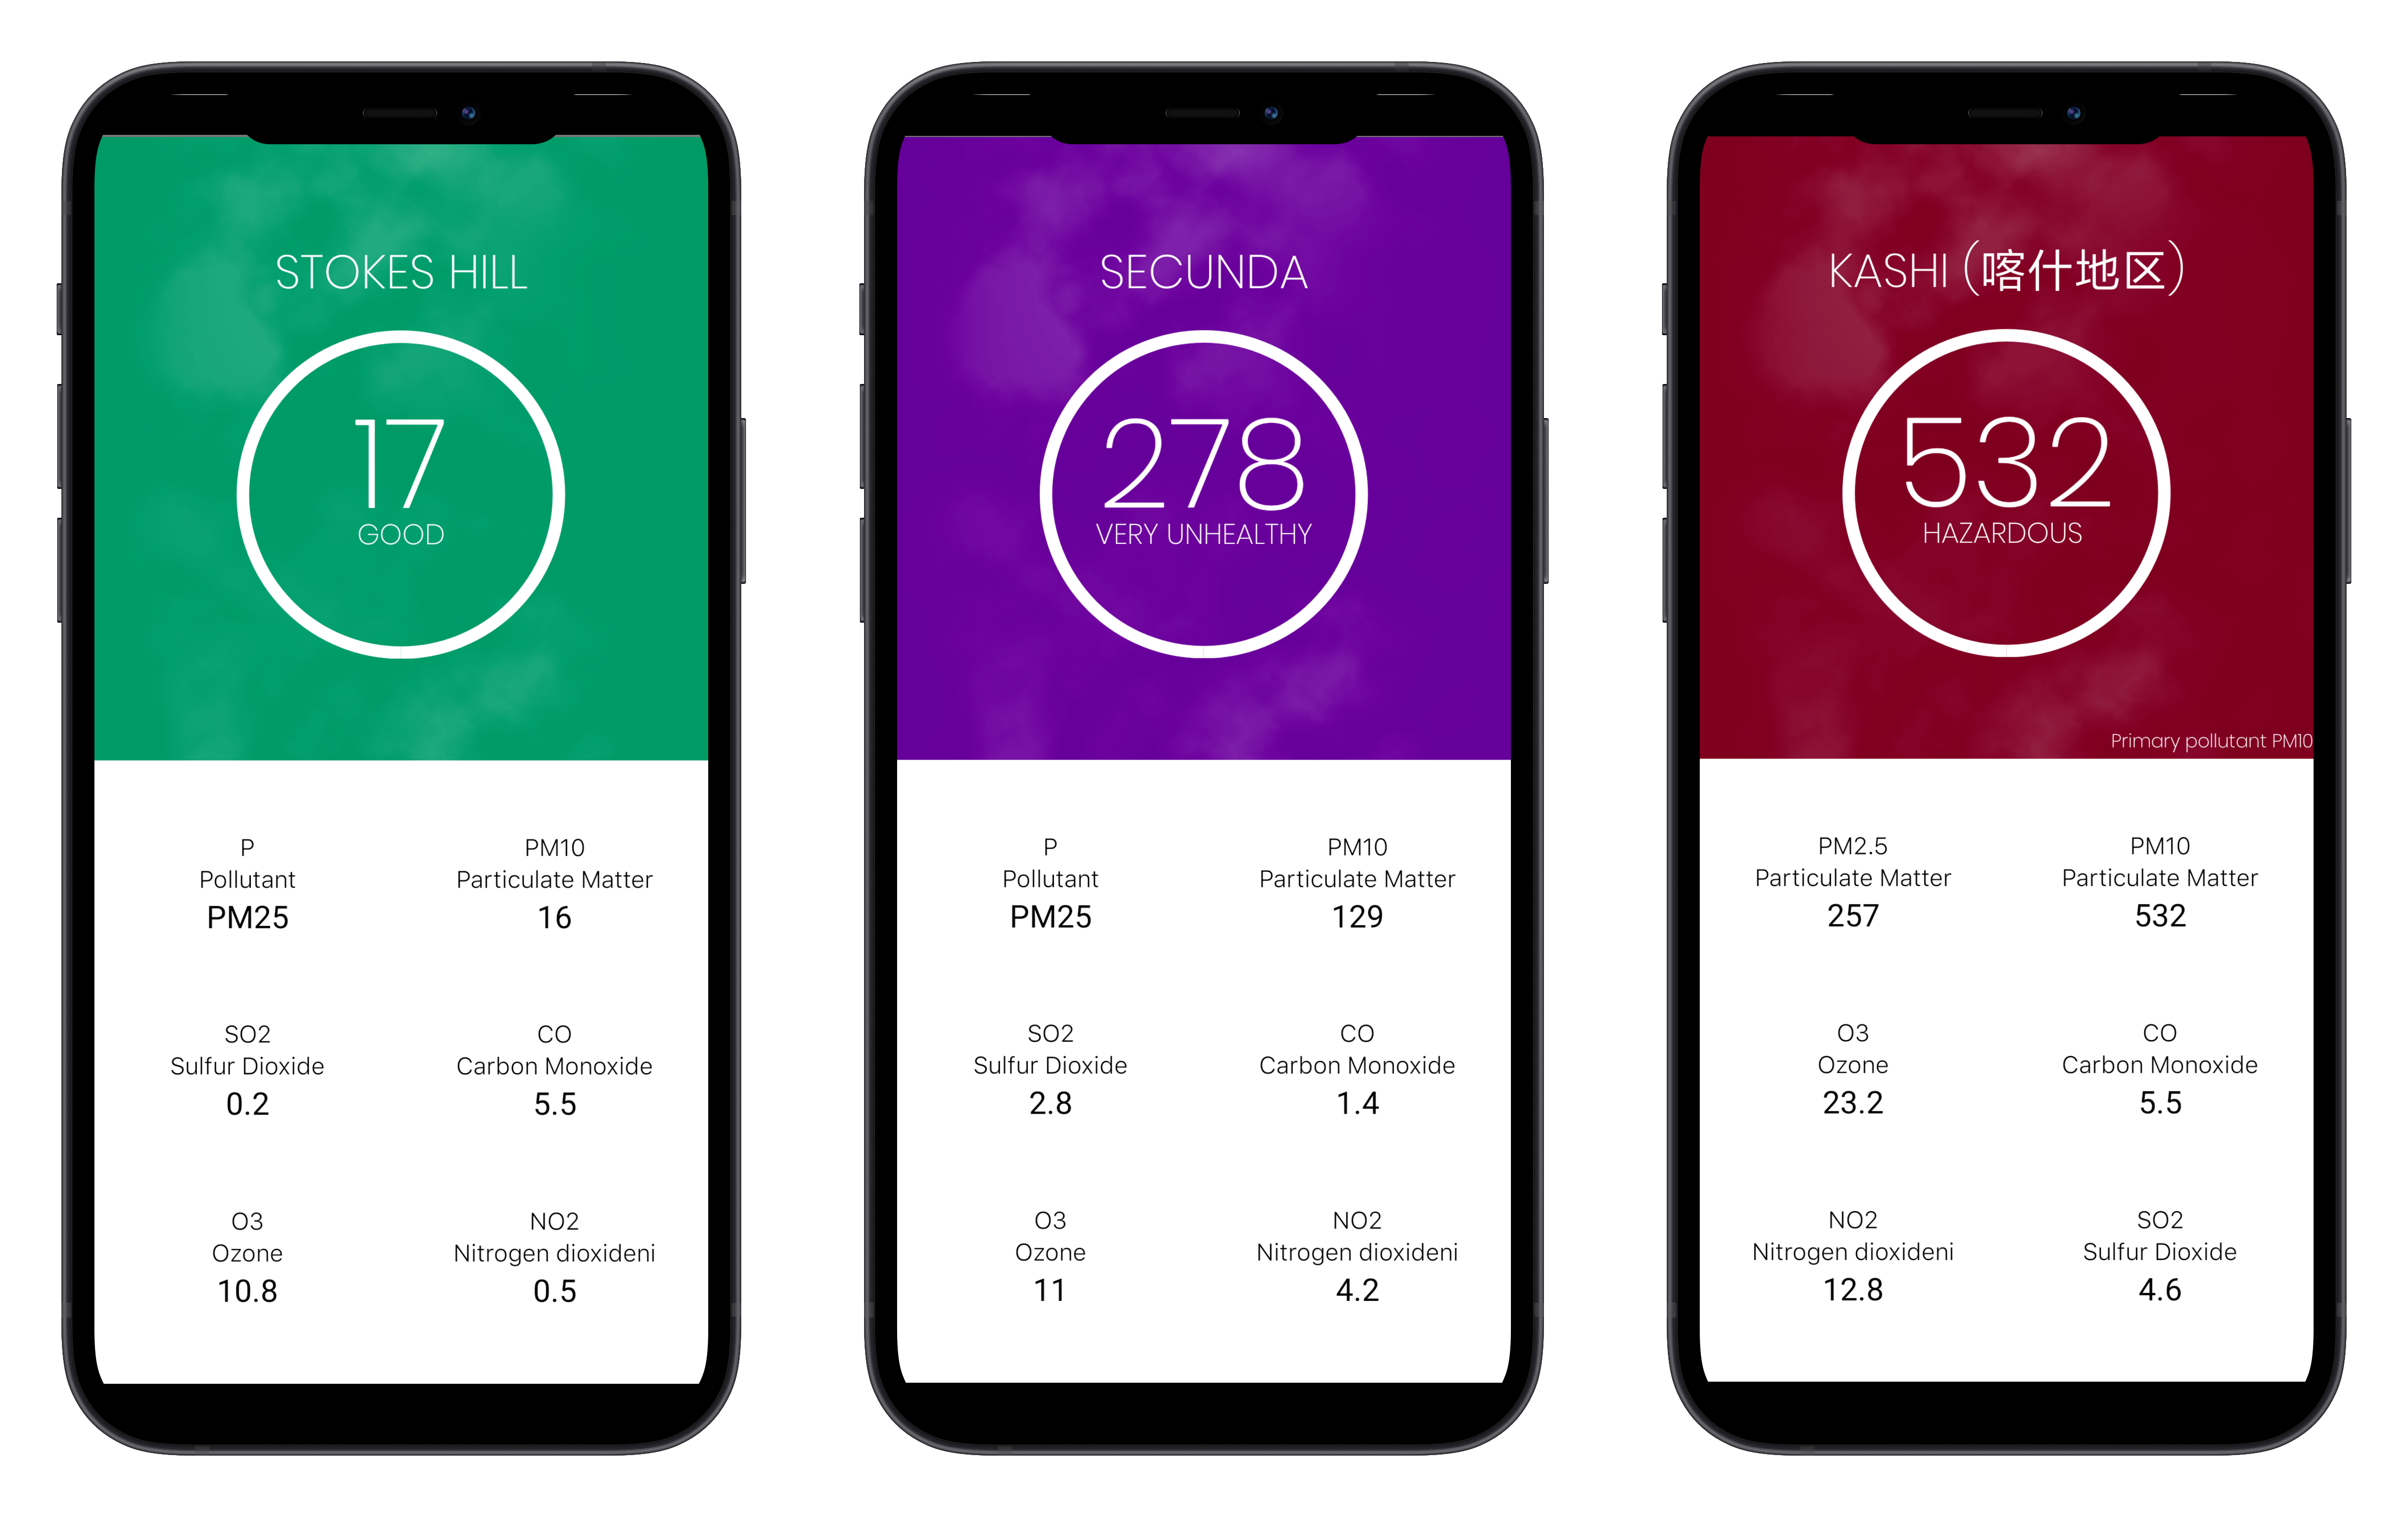 STOKES HILL
17
GOOD
P
Pollutant
PM25
PM10
Particulate Matter
16
SO2
Sulfur Dioxide
0.2
CO
Carbon Monoxide
5.5
O3
Ozone
10.8
NO2
Nitrogen dioxideni
0.5
SECUNDA
278
VERY UNHEALTHY
P
Pollutant
PM25
PM10
Particulate Matter
129
SO2
Sulfur Dioxide
2.8
CO
Carbon Monoxide
1.4
O3
Ozone
11
NO2
Nitrogen dioxideni
4.2
KASHI (喀什地区)
532
HAZARDOUS
Primary pollutant PM10
PM2.5
Particulate Matter
257
PM10
Particulate Matter
532
O3
Ozone
23.2
CO
Carbon Monoxide
5.5
NO2
Nitrogen dioxideni
12.8
SO2
Sulfur Dioxide
4.6